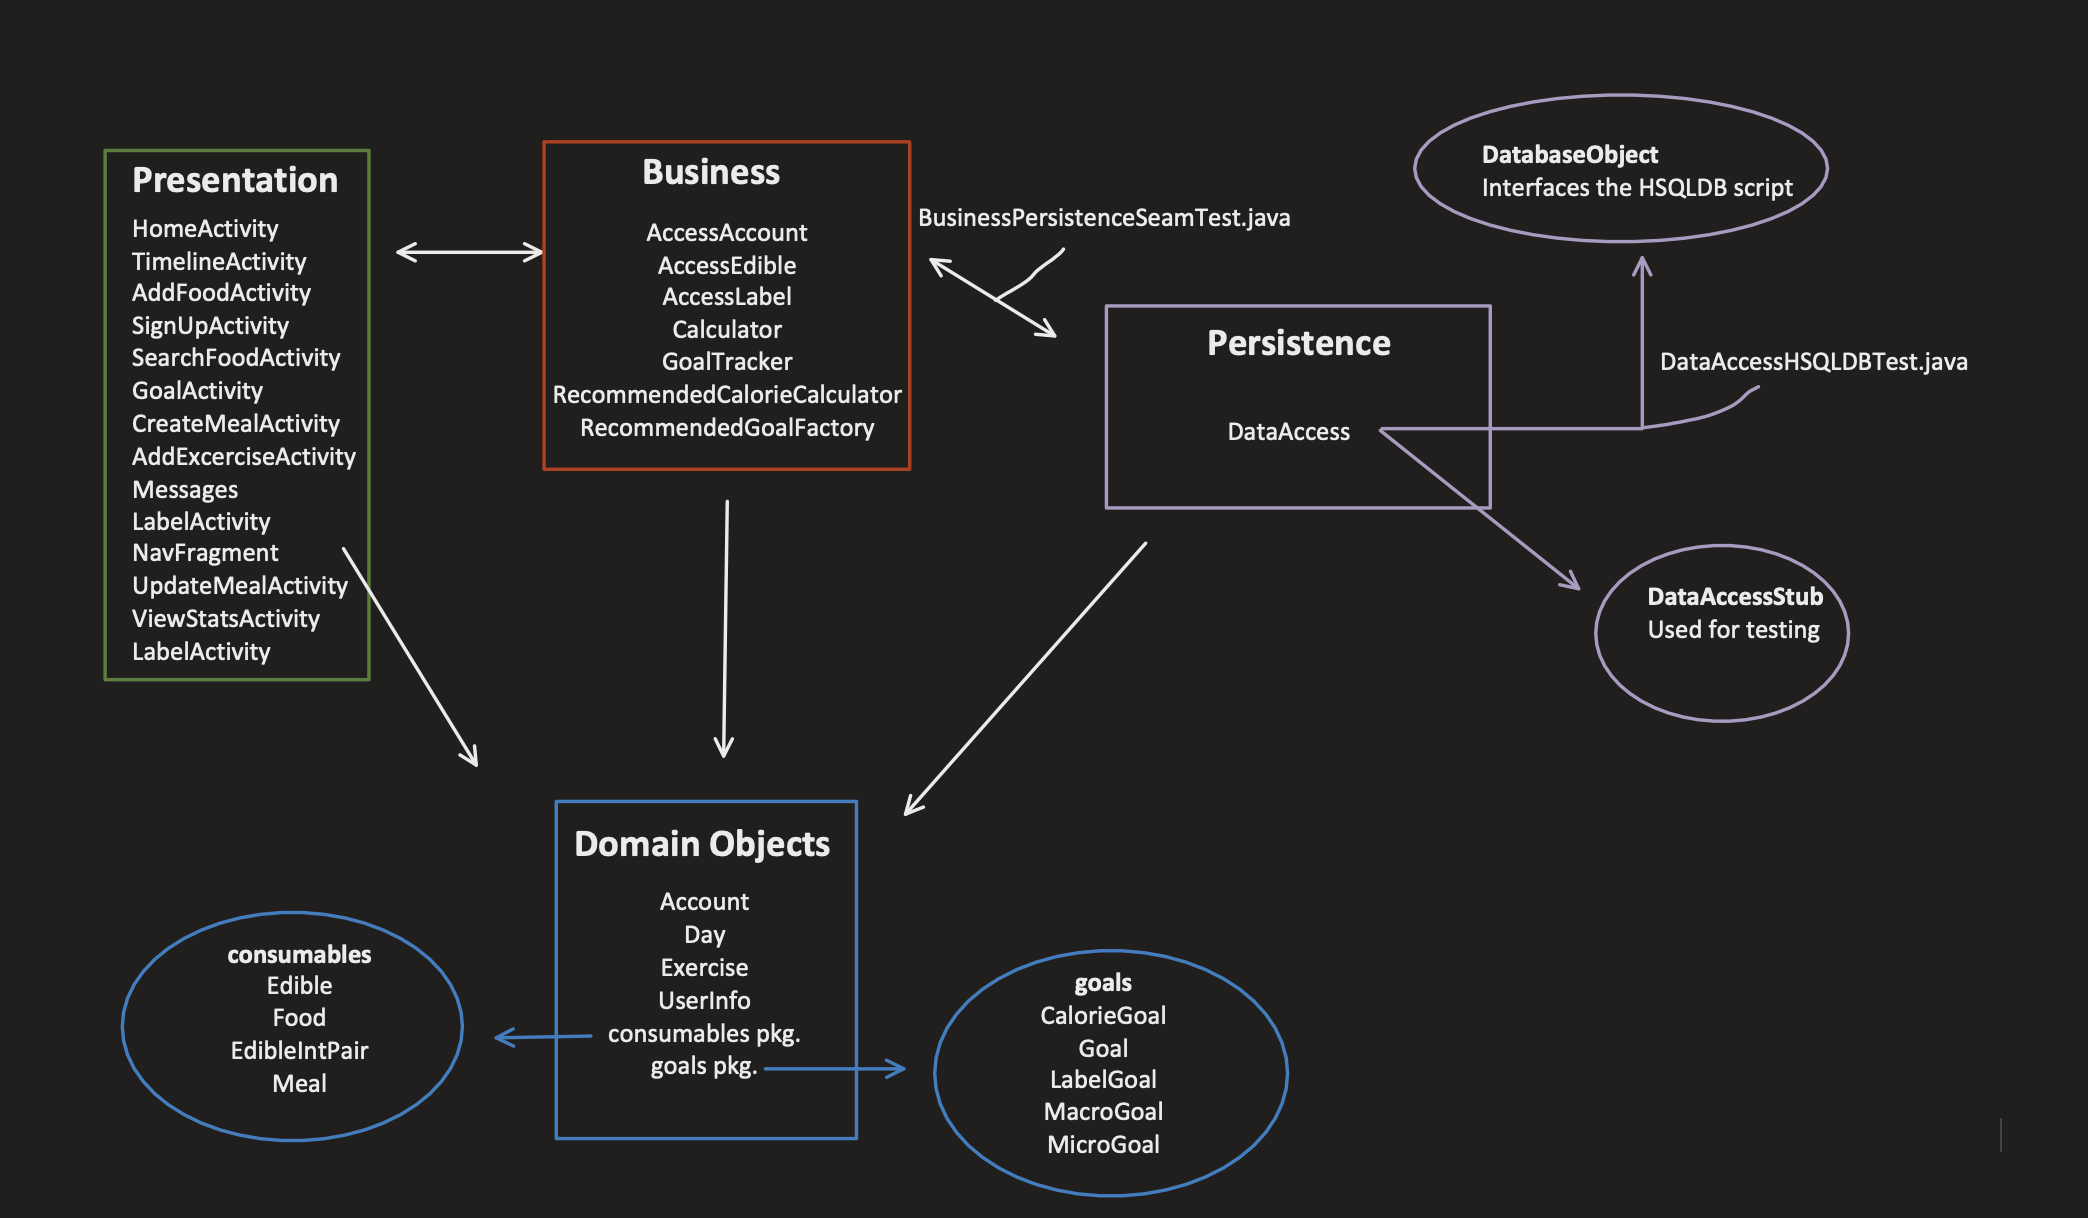 Presentation
HomeActivity
TimelineActivity
AddFoodActivity
SignUpActivity
SearchFoodActivity
GoalActivity
CreateMealActivity
AddExcerciseActivity
Messages
LabelActivity
NavFragment
UpdateMealActivity
ViewStatsActivity
LabelActivity
Business
AccessAccount
AccessEdible
AccessLabel
Calculator
GoalTracker
RecommendedCalorieCalculator
RecommendedGoalFactory
BusinessPersistenceSeamTest.java
Persistence
DataAccess
DatabaseObject
Interfaces the HSQLDB script
DataAccessHSQLDBTest.java
DataAccessStub
Used for testing
Domain Objects
Account
Day
Exercise
UserInfo
consumables pkg.
goals pkg.
consumables
Edible
Food
EdibleIntPair
Meal
goals
CalorieGoal
Goal
LabelGoal
MacroGoal
MicroGoal